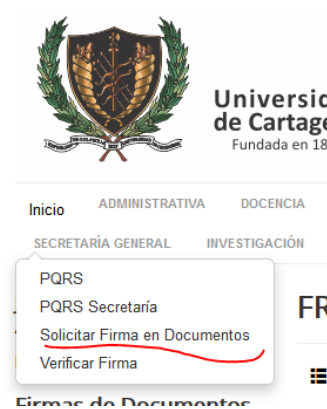 Universid
de Cartage
Fundada en 18
Inicio ADMINISTRATIVA DOCENCIA
SECRETARÍA GENERAL INVESTIGACIÓN
PQRS
PQRS Secretaría
Solicitar Firma en Documentos
Verificar Firma
FR
Firmas de Documentos